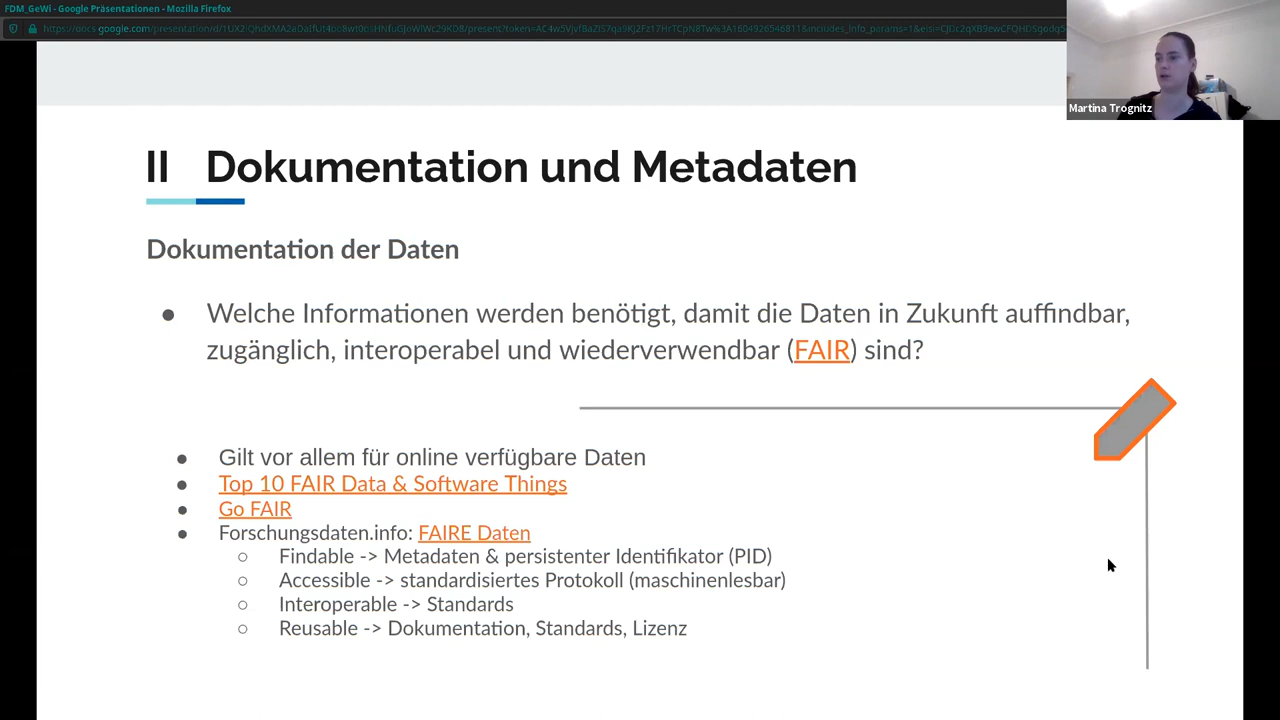 FDM_GeWi - Google Präsentationen - Mozilla Firefox
Martina Trognitz
II Dokumentation und Metadaten
Dokumentation der Daten
● Welche Informationen werden benötigt, damit die Daten in Zukunft auffindbar,
zugänglich, interoperabel und wiederverwendbar (FAIR) sind?
● Gilt vor allem für online verfügbare Daten
● Top 10 FAIR Data & Software Things
● Go FAIR
● Forschungsdaten.info: FAIRE Daten
○ Findable -> Metadaten & persistenter Identifikator (PID)
○ Accessible -> standardisiertes Protokoll (maschinenlesbar)
○ Interoperable -> Standards
○ Reusable -> Dokumentation, Standards, Lizenz